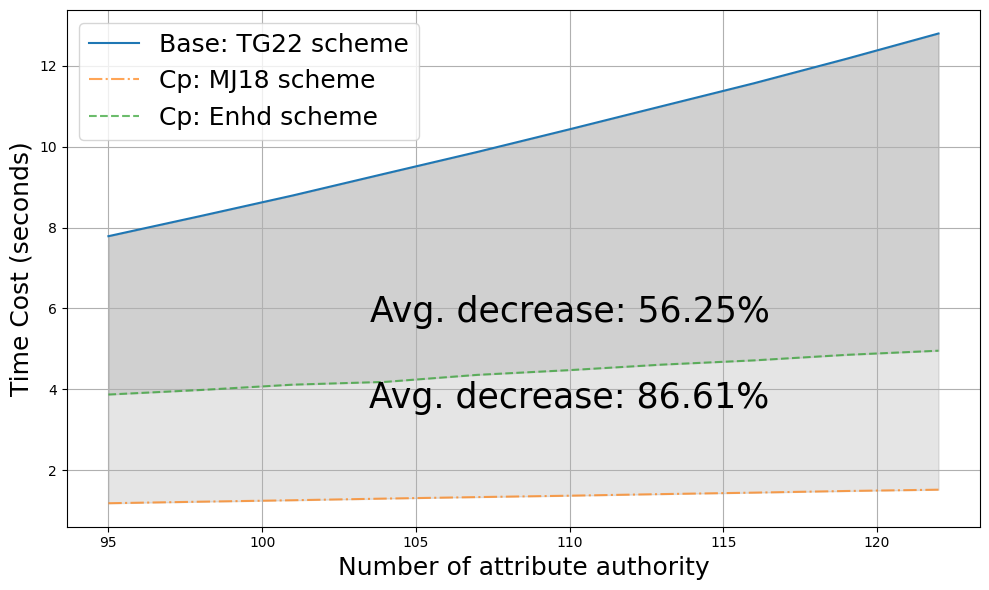 Base: TG22 scheme
Cp: MJ18 scheme
Cp: Enhd scheme
Time Cost (seconds)
12
10
8
6
4
2
Avg. decrease: 56.25%
Avg. decrease: 86.61%
95
100
105
110
115
120
Number of attribute authority